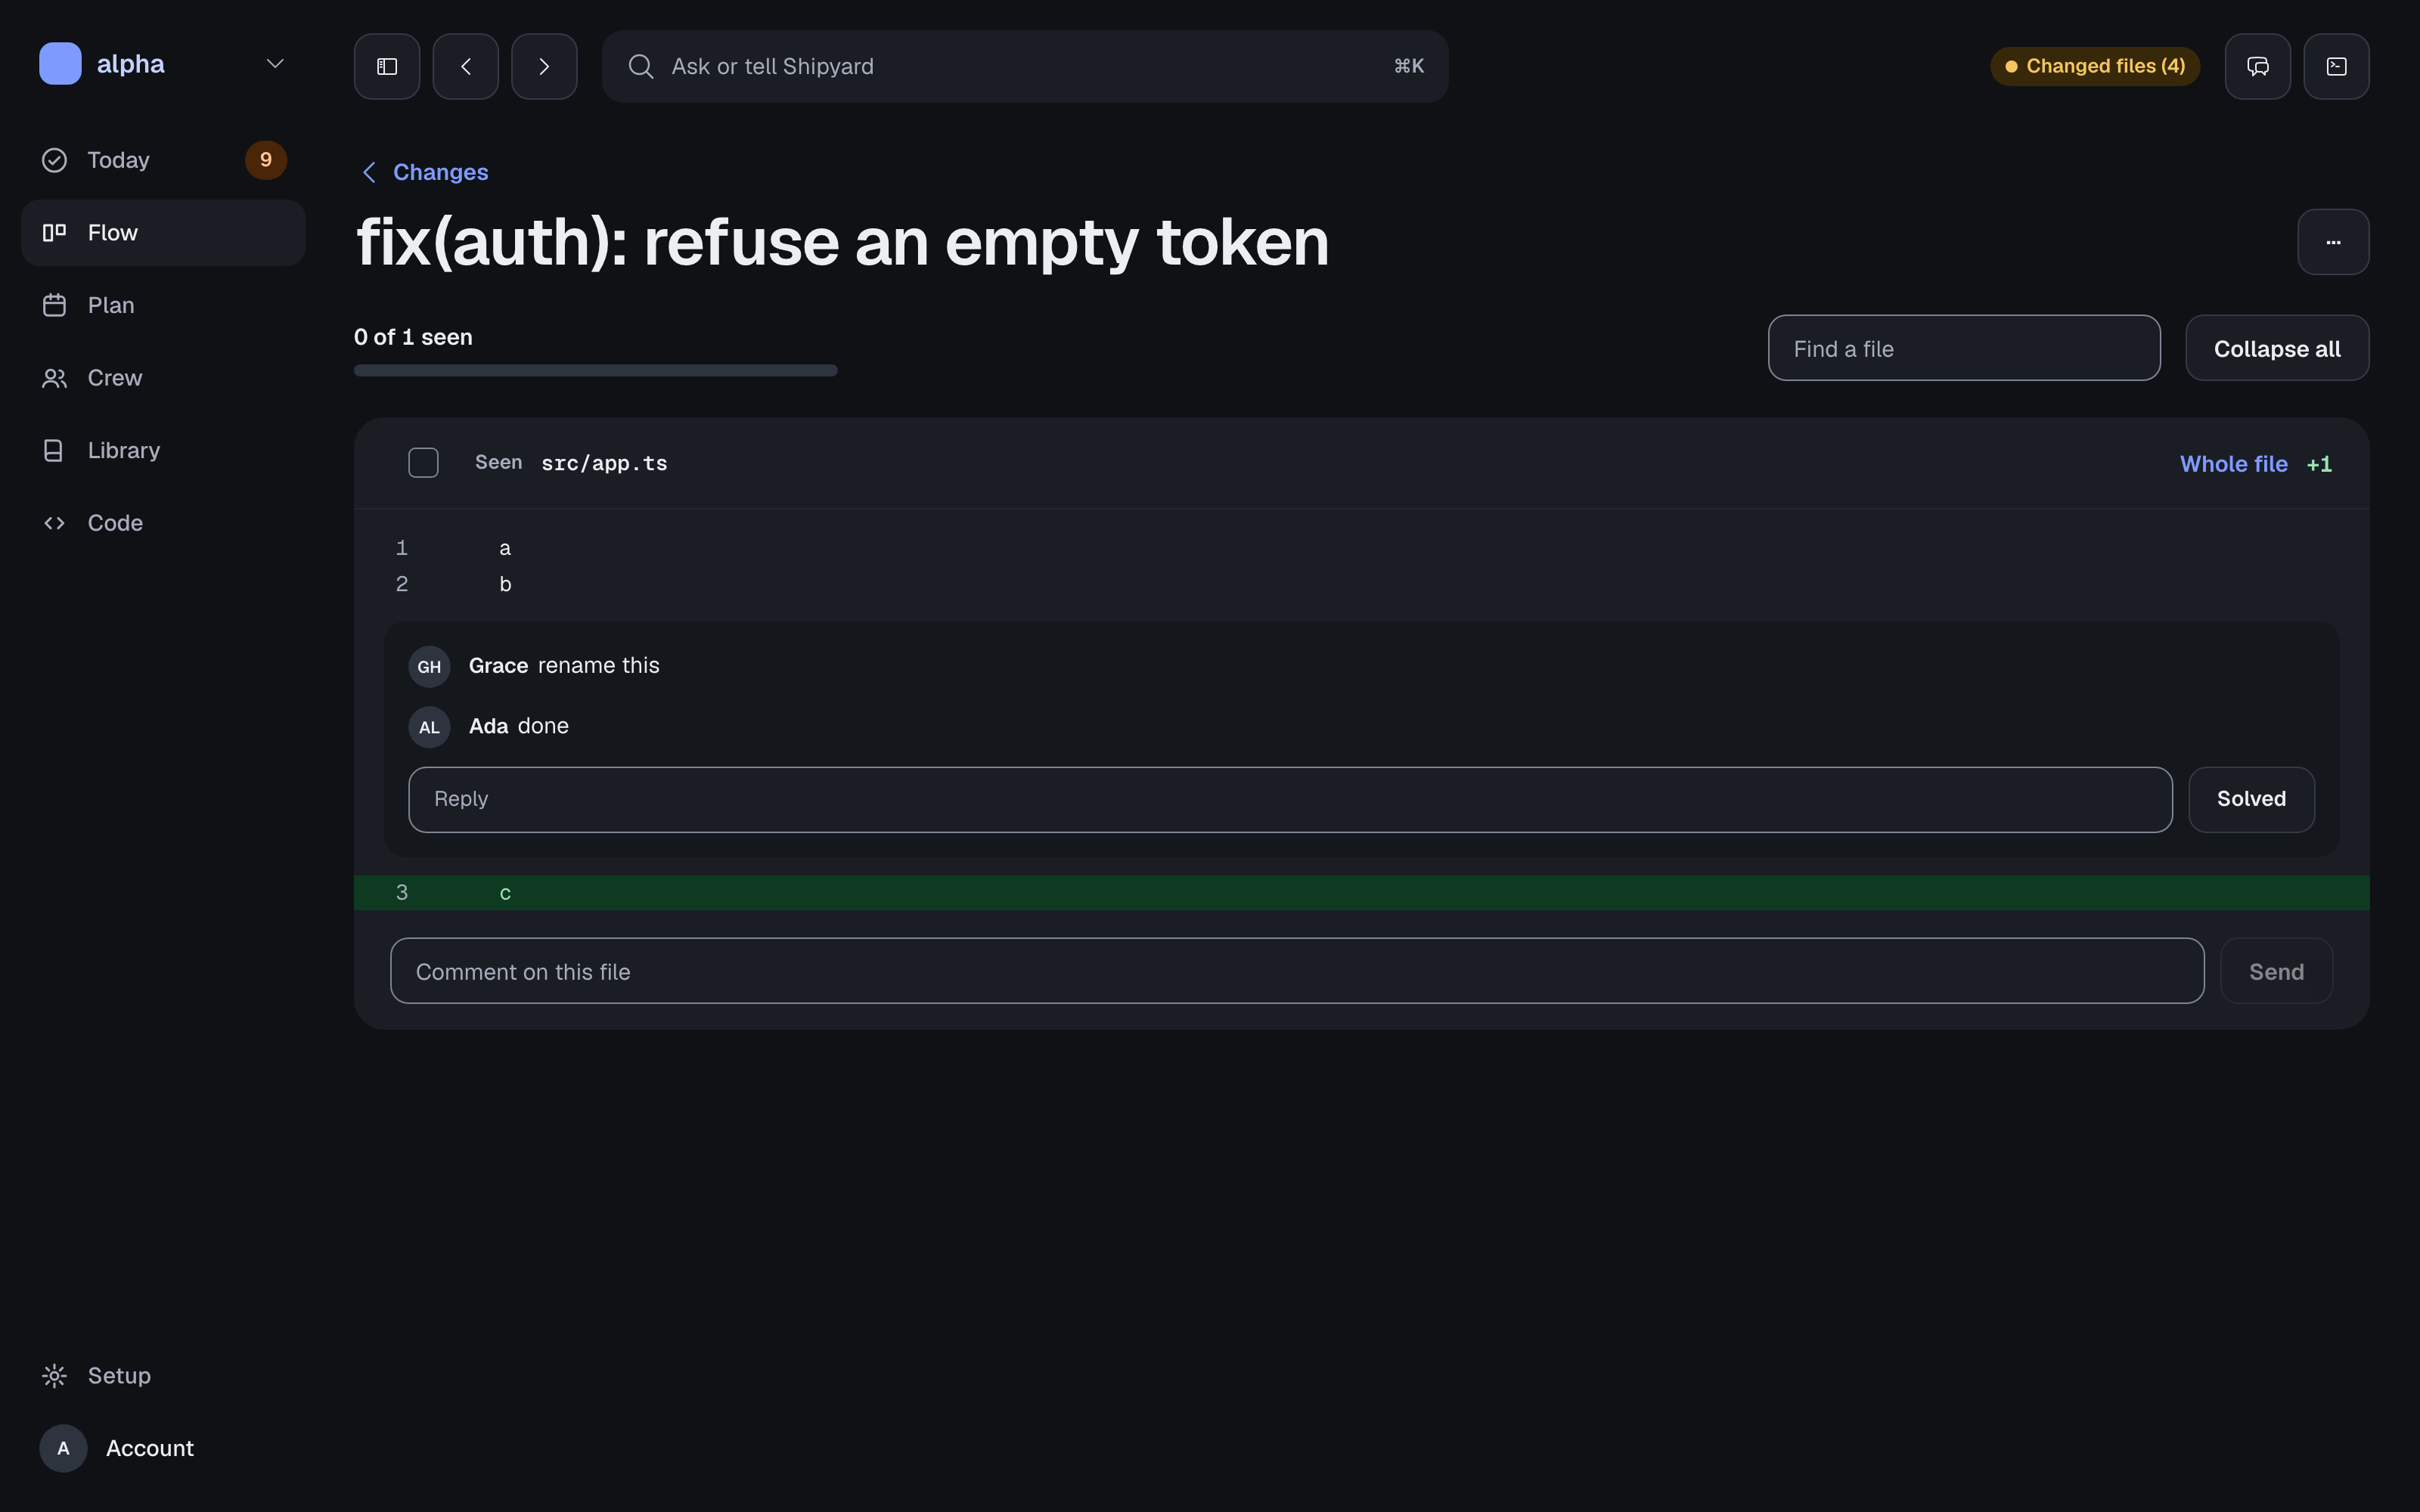 alpha
Ask or tell Shipyard
⌘K
Changed files (4)
Today
9
Flow
Plan
Crew
Library
Code
Changes
fix(auth): refuse an empty token
...
0 of 1 seen
Find a file
Collapse all
Seen src/app.ts
Whole file +1
1 a
2 b
GH Grace rename this
AL Ada done
Reply
Solved
3 c
Comment on this file
Send
Setup
A Account